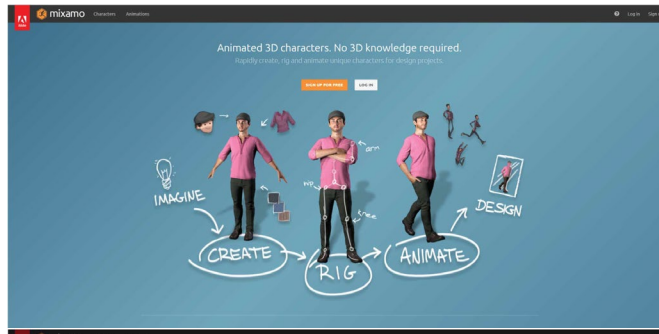 mixamo Characters Animations Log In Sign
Animated 3D characters. No 3D knowledge required.
Rapidly create, rig and animate unique characters for design projects.
SIGN UP FOR FREE LOG IN
arm
hip
knee
IMAGINE
DESIGN
CREATE
RIG
ANIMATE